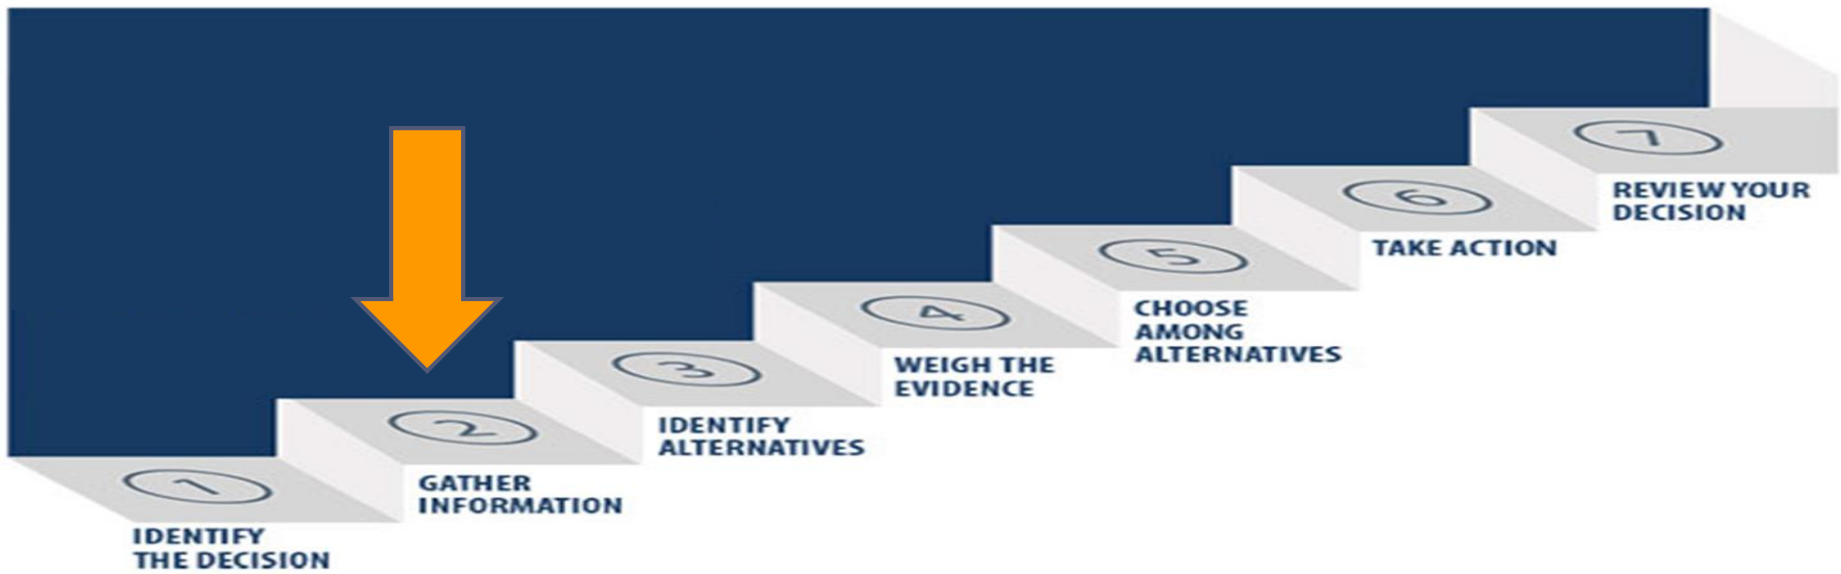 1
IDENTIFY
THE DECISION
2
GATHER
INFORMATION
3
IDENTIFY
ALTERNATIVES
4
WEIGH THE
EVIDENCE
5
CHOOSE
AMONG
ALTERNATIVES
6
TAKE ACTION
7
REVIEW YOUR
DECISION